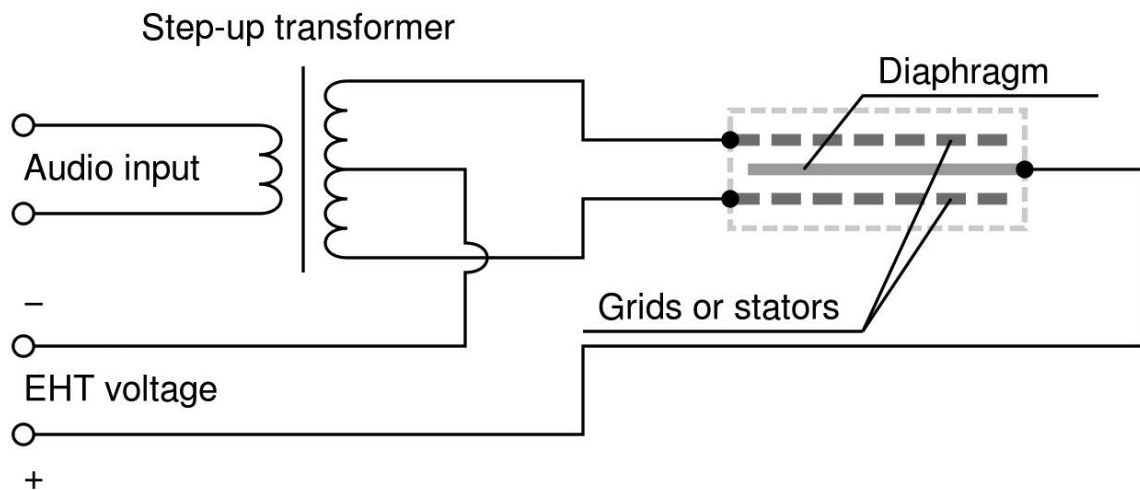 Step-up transformer
Diaphragm
Audio input
–
Grids or stators
EHT voltage
+